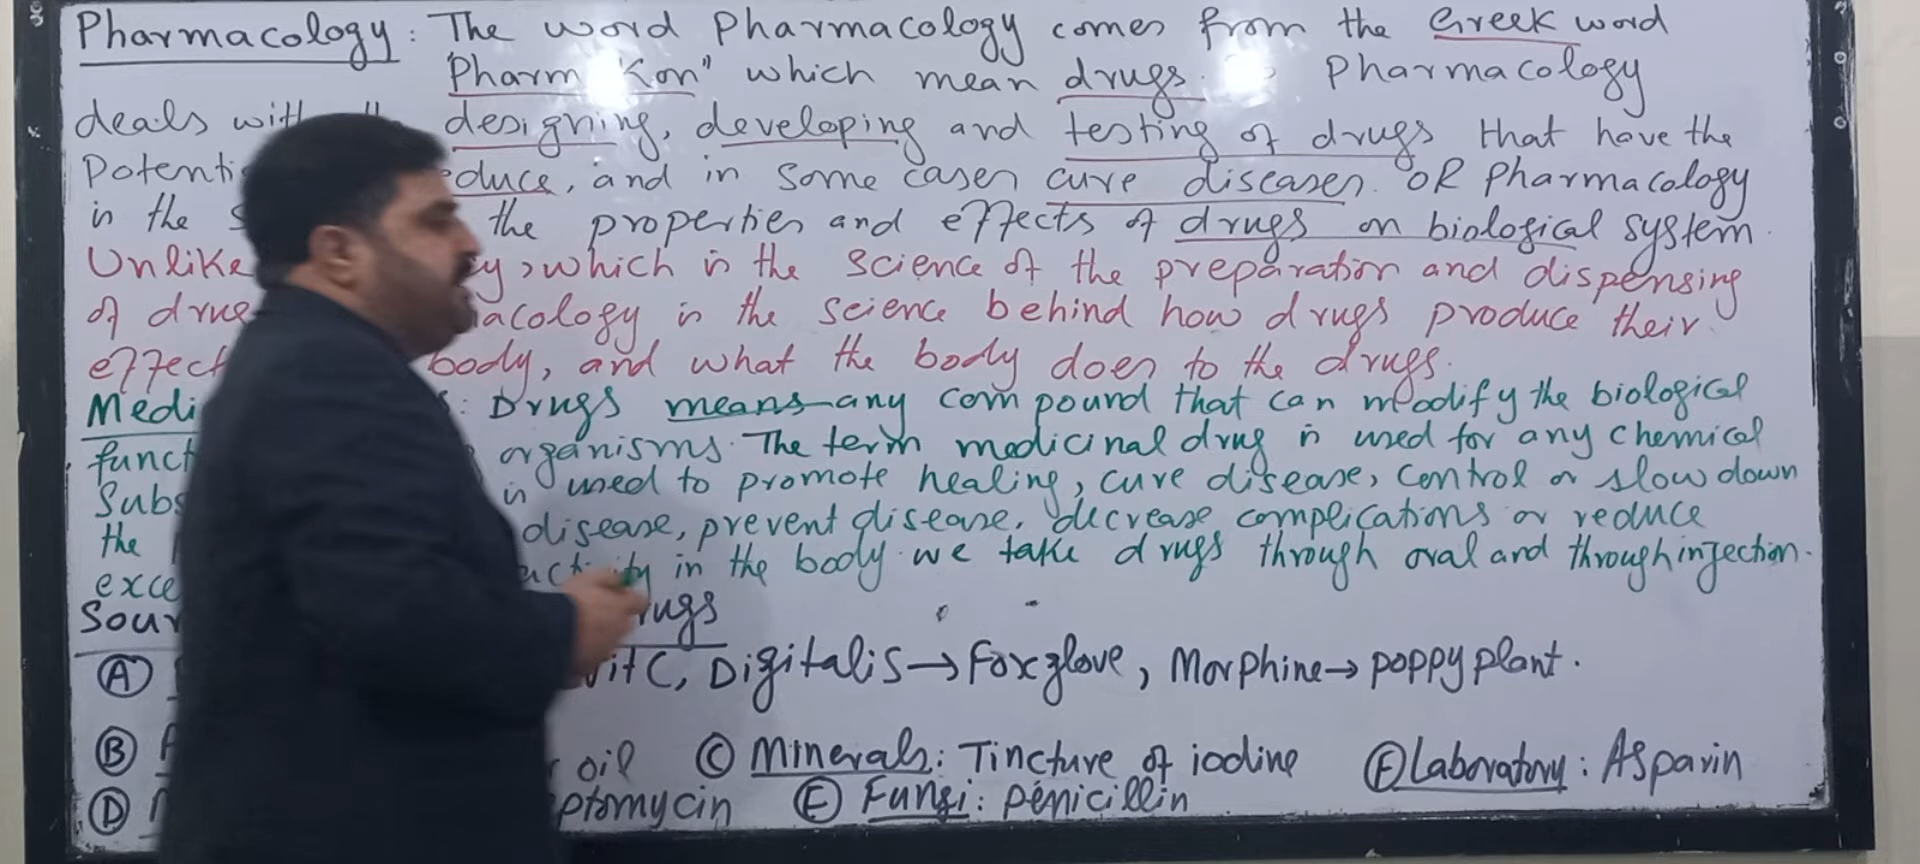 Pharmacology: The word Pharmacology comes from the Greek word
"Pharm Kon" which mean drugs. Pharmacology
deals with designing, developing and testing of drugs that have the
Potenti duce, and in some cases cure diseases. OR Pharmacology
is the the properties and effects of drugs on biological system.
Unlike y, which is the science of the preparation and dispensing
of drug acology is the science behind how drugs produce their
effect body, and what the body does to the drugs.
Medi : Drugs means any compound that can modify the biological
funct organisms. The term medicinal drug is used for any chemical
Subs is used to promote healing, cure disease, control or slow down
the disease, prevent disease, decrease complications or reduce
exce activity in the body. we take drugs through oral and through injection.
Sour rugs
(A) Vit C, Digitalis → Foxglove, Morphine → poppy plant.
(B) oil (C) Minerals: Tincture of iodine (F) Laboratory: Asparin
(D) ptomycin (E) Fungi: penicillin